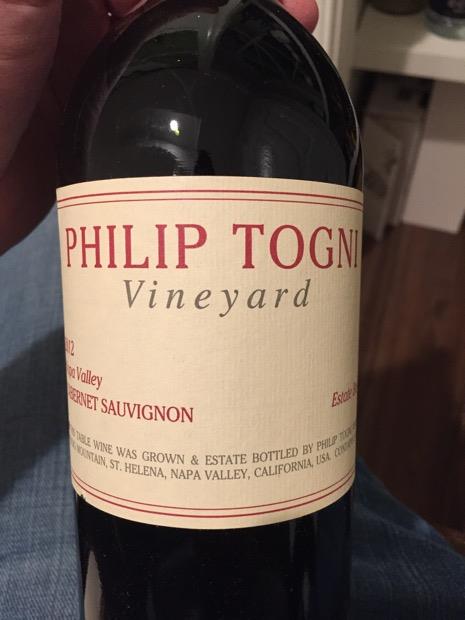 PHILIP TOGNI
Vineyard
Valley
CABERNET SAUVIGNON
Estate
TABLE WINE WAS GROWN & ESTATE BOTTLED BY PHILIP TOGNI
MOUNTAIN, ST. HELENA, NAPA VALLEY, CALIFORNIA, USA.